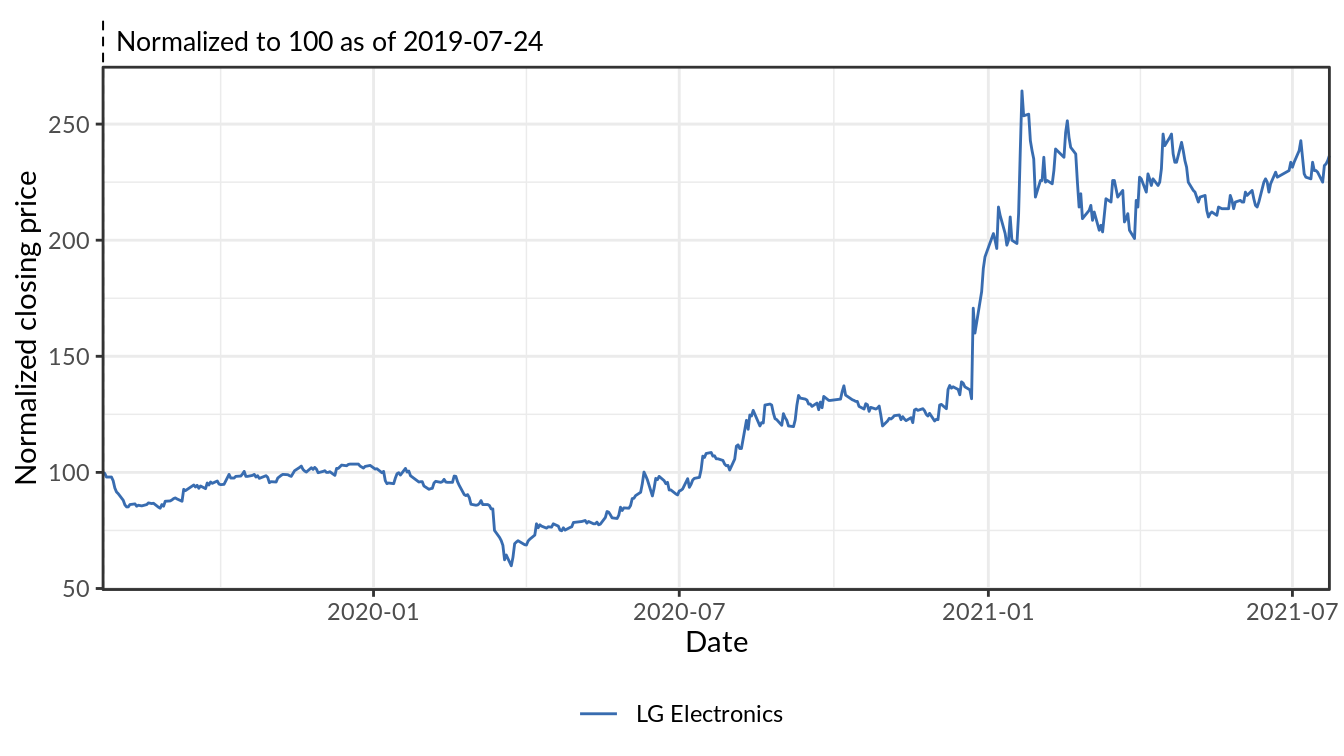 Normalized to 100 as of 2019-07-24
Normalized closing price
250
200
150
100
50
2020-01
2020-07
2021-01
2021-07
Date
LG Electronics